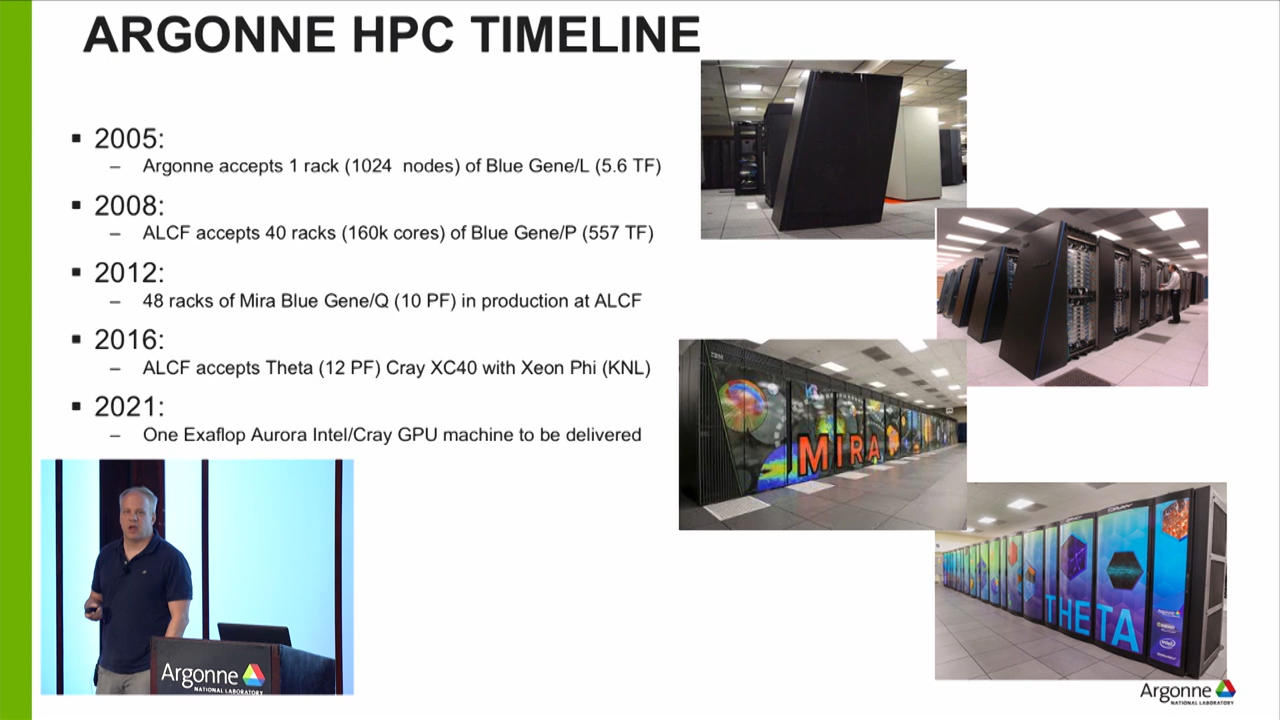 ARGONNE HPC TIMELINE
▪ 2005:
– Argonne accepts 1 rack (1024 nodes) of Blue Gene/L (5.6 TF)
▪ 2008:
– ALCF accepts 40 racks (160k cores) of Blue Gene/P (557 TF)
▪ 2012:
– 48 racks of Mira Blue Gene/Q (10 PF) in production at ALCF
▪ 2016:
– ALCF accepts Theta (12 PF) Cray XC40 with Xeon Phi (KNL)
▪ 2021:
– One Exaflop Aurora Intel/Cray GPU machine to be delivered
IBM
MIRA
CRAY
THETA
intel
Argonne
NATIONAL LABORATORY
Argonne
NATIONAL LABORATORY